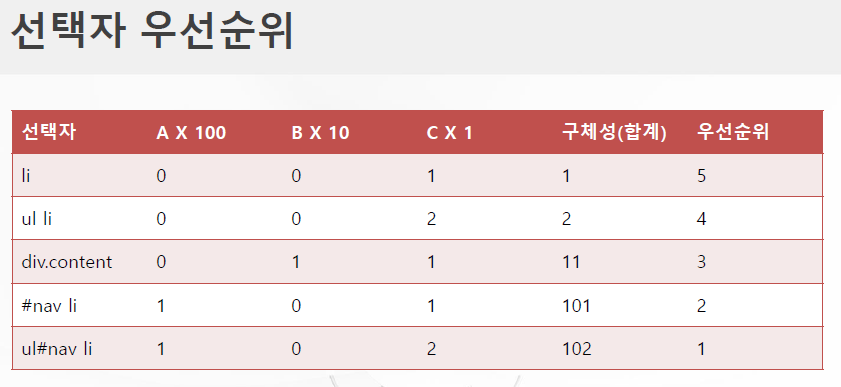 선택자 우선순위
선택자 A X 100 B X 10 C X 1 구체성(합계) 우선순위
li 0 0 1 1 5
ul li 0 0 2 2 4
div.content 0 1 1 11 3
#nav li 1 0 1 101 2
ul#nav li 1 0 2 102 1